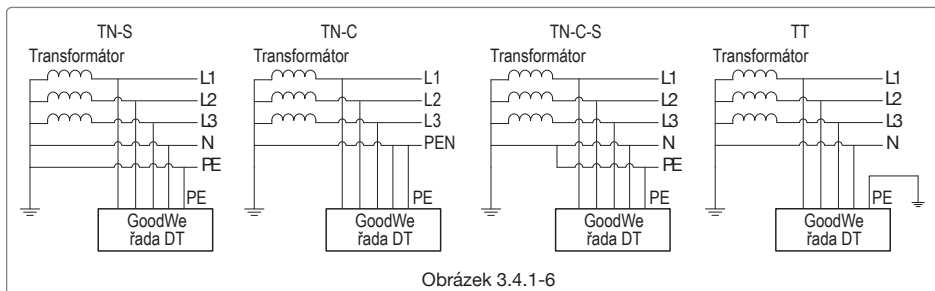 TN-S
Transformátor
L1
L2
L3
N
PE
PE
GoodWe
řada DT
TN-C
Transformátor
L1
L2
L3
PEN
PE
GoodWe
řada DT
TN-C-S
Transformátor
L1
L2
L3
N
PE
PE
GoodWe
řada DT
TT
Transformátor
L1
L2
L3
N
PE
GoodWe
řada DT
Obrázek 3.4.1-6